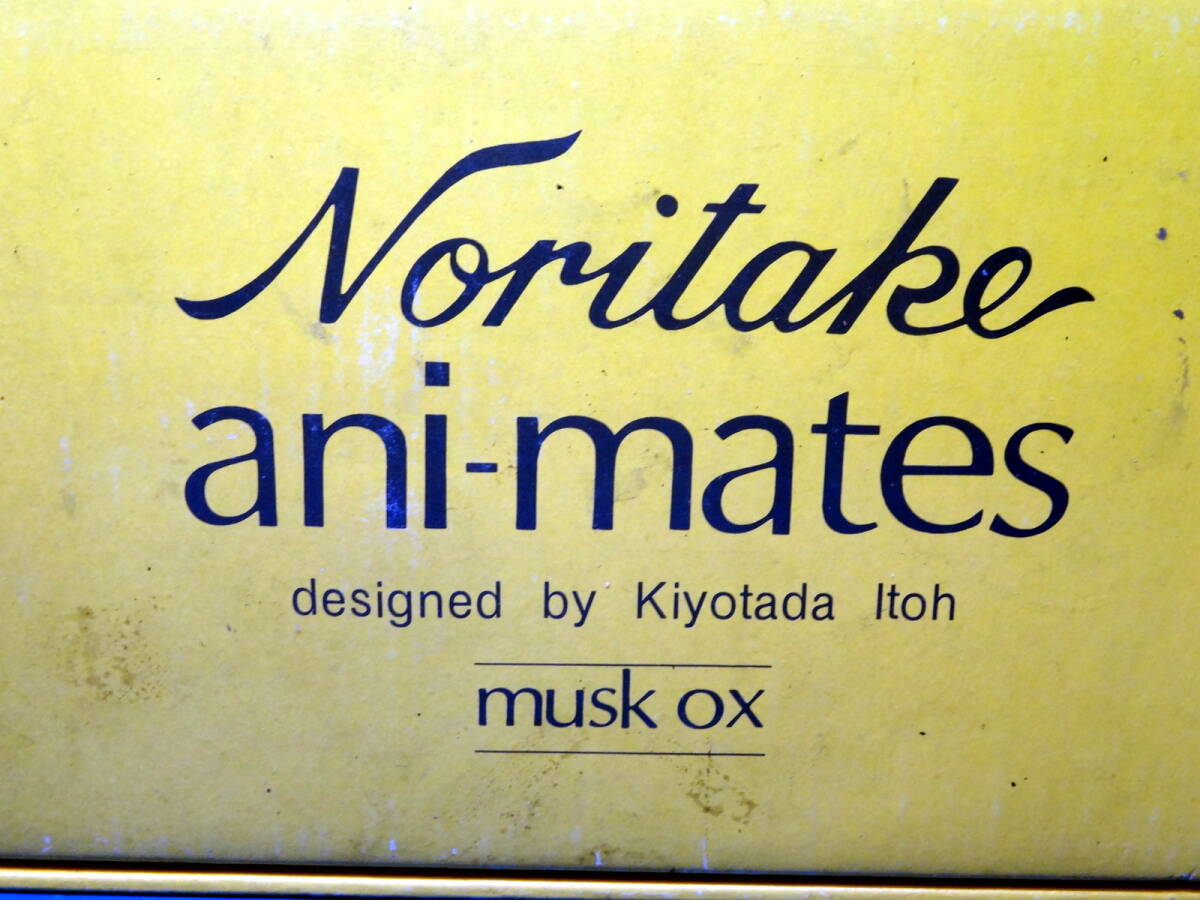 Noritake
ani-mates
designed by Kiyotada Itoh
musk ox